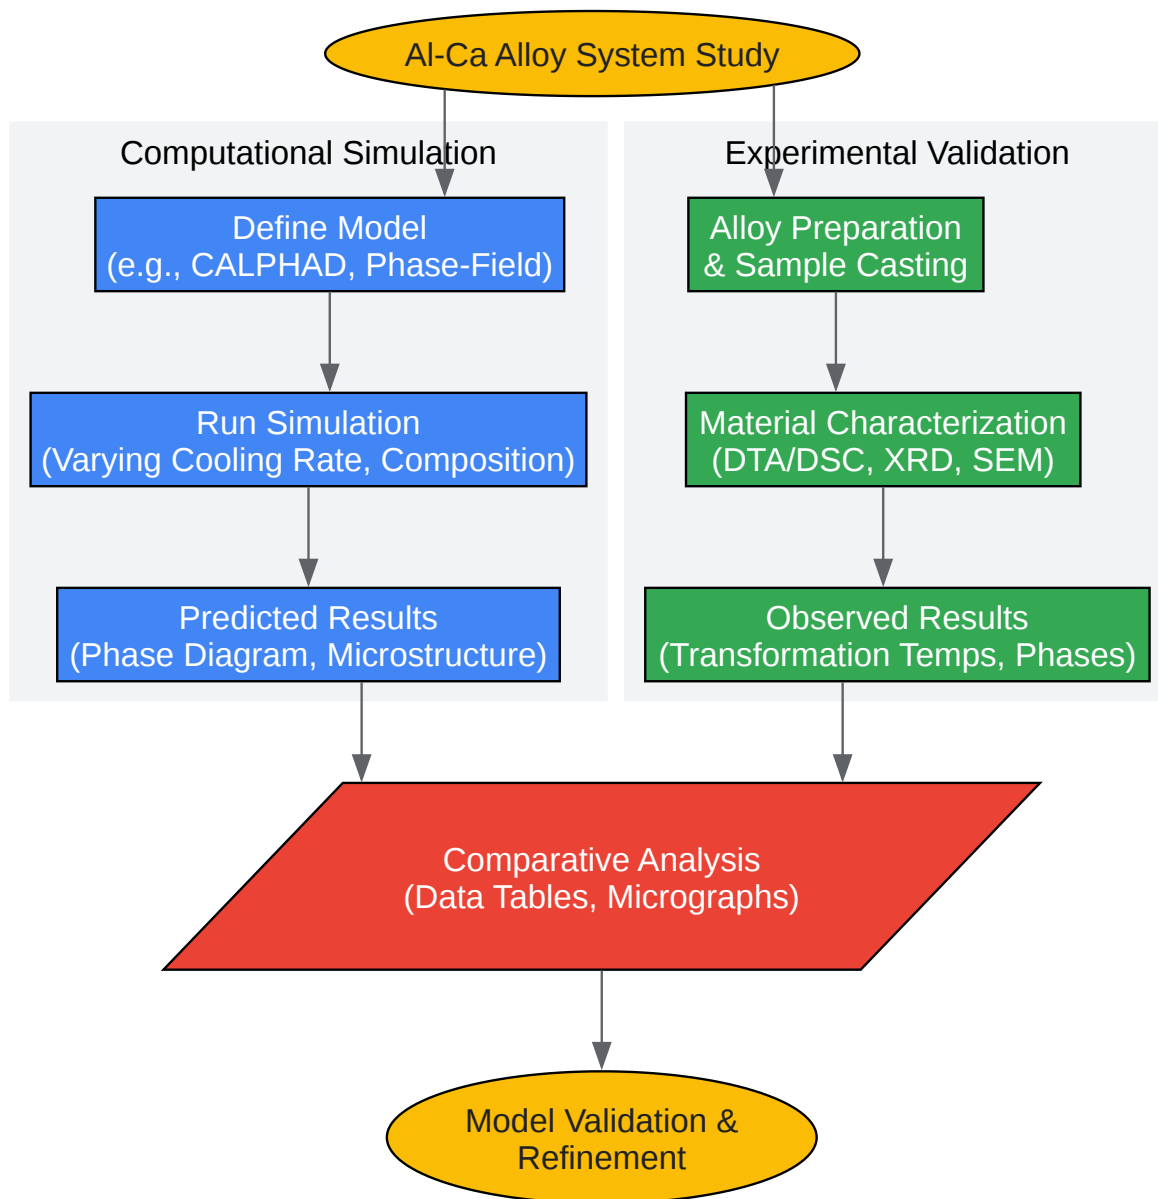 Al-Ca Alloy System Study
Computational Simulation
Experimental Validation
Define Model
(e.g., CALPHAD, Phase-Field)
Alloy Preparation
& Sample Casting
Run Simulation
(Varying Cooling Rate, Composition)
Material Characterization
(DTA/DSC, XRD, SEM)
Predicted Results
(Phase Diagram, Microstructure)
Observed Results
(Transformation Temps, Phases)
Comparative Analysis
(Data Tables, Micrographs)
Model Validation &
Refinement